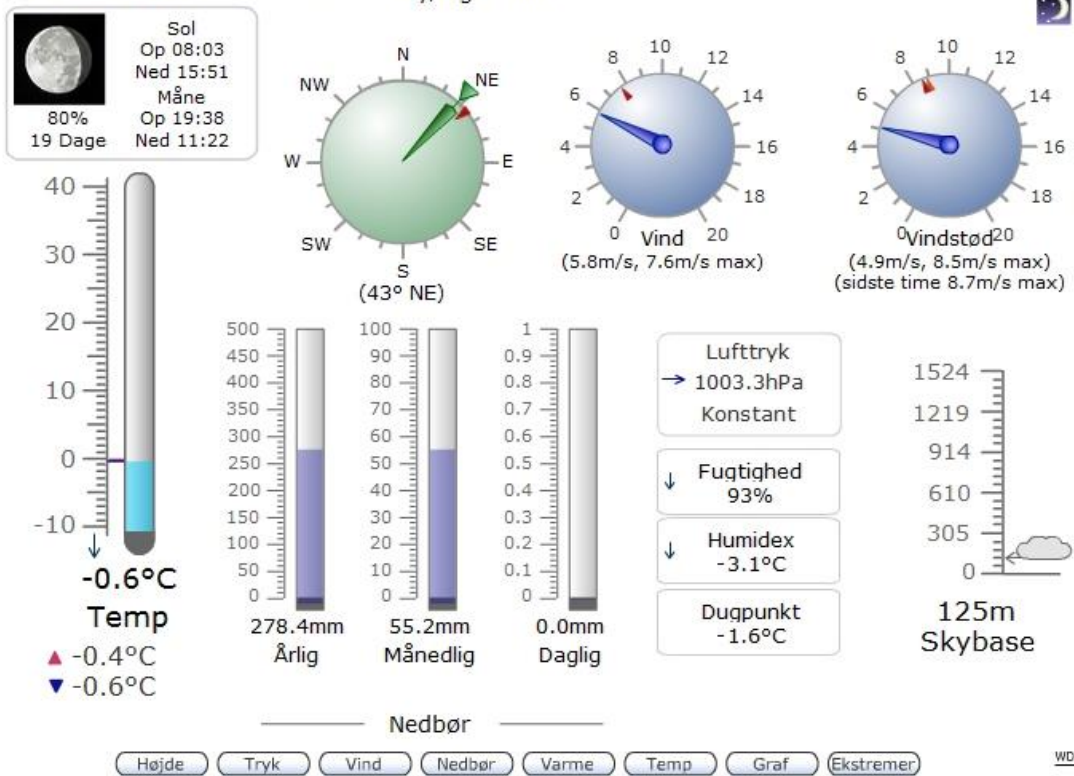 Sol
Op 08:03
Ned 15:51
Måne
Op 19:38
Ned 11:22
80%
19 Dage
N
NE
E
SE
S
SW
W
NW
(43° NE)
0
2
4
6
8
10
12
14
16
18
20
Vind
(5.8m/s, 7.6m/s max)
0
2
4
6
8
10
12
14
16
18
20
Vindstød
(4.9m/s, 8.5m/s max)
(sidste time 8.7m/s max)
40
30
20
10
0
-10
-0.6°C
Temp
-0.4°C
-0.6°C
500
450
400
350
300
250
200
150
100
50
0
278.4mm
Årlig
100
90
80
70
60
50
40
30
20
10
0
55.2mm
Månedlig
1
0.9
0.8
0.7
0.6
0.5
0.4
0.3
0.2
0.1
0
0.0mm
Daglig
Nedbør
Lufttryk
1003.3hPa
Konstant
Fugtighed
93%
Humidex
-3.1°C
Dugpunkt
-1.6°C
1524
1219
914
610
305
0
125m
Skybase
Højde
Tryk
Vind
Nedbør
Varme
Temp
Graf
Ekstremer
WD